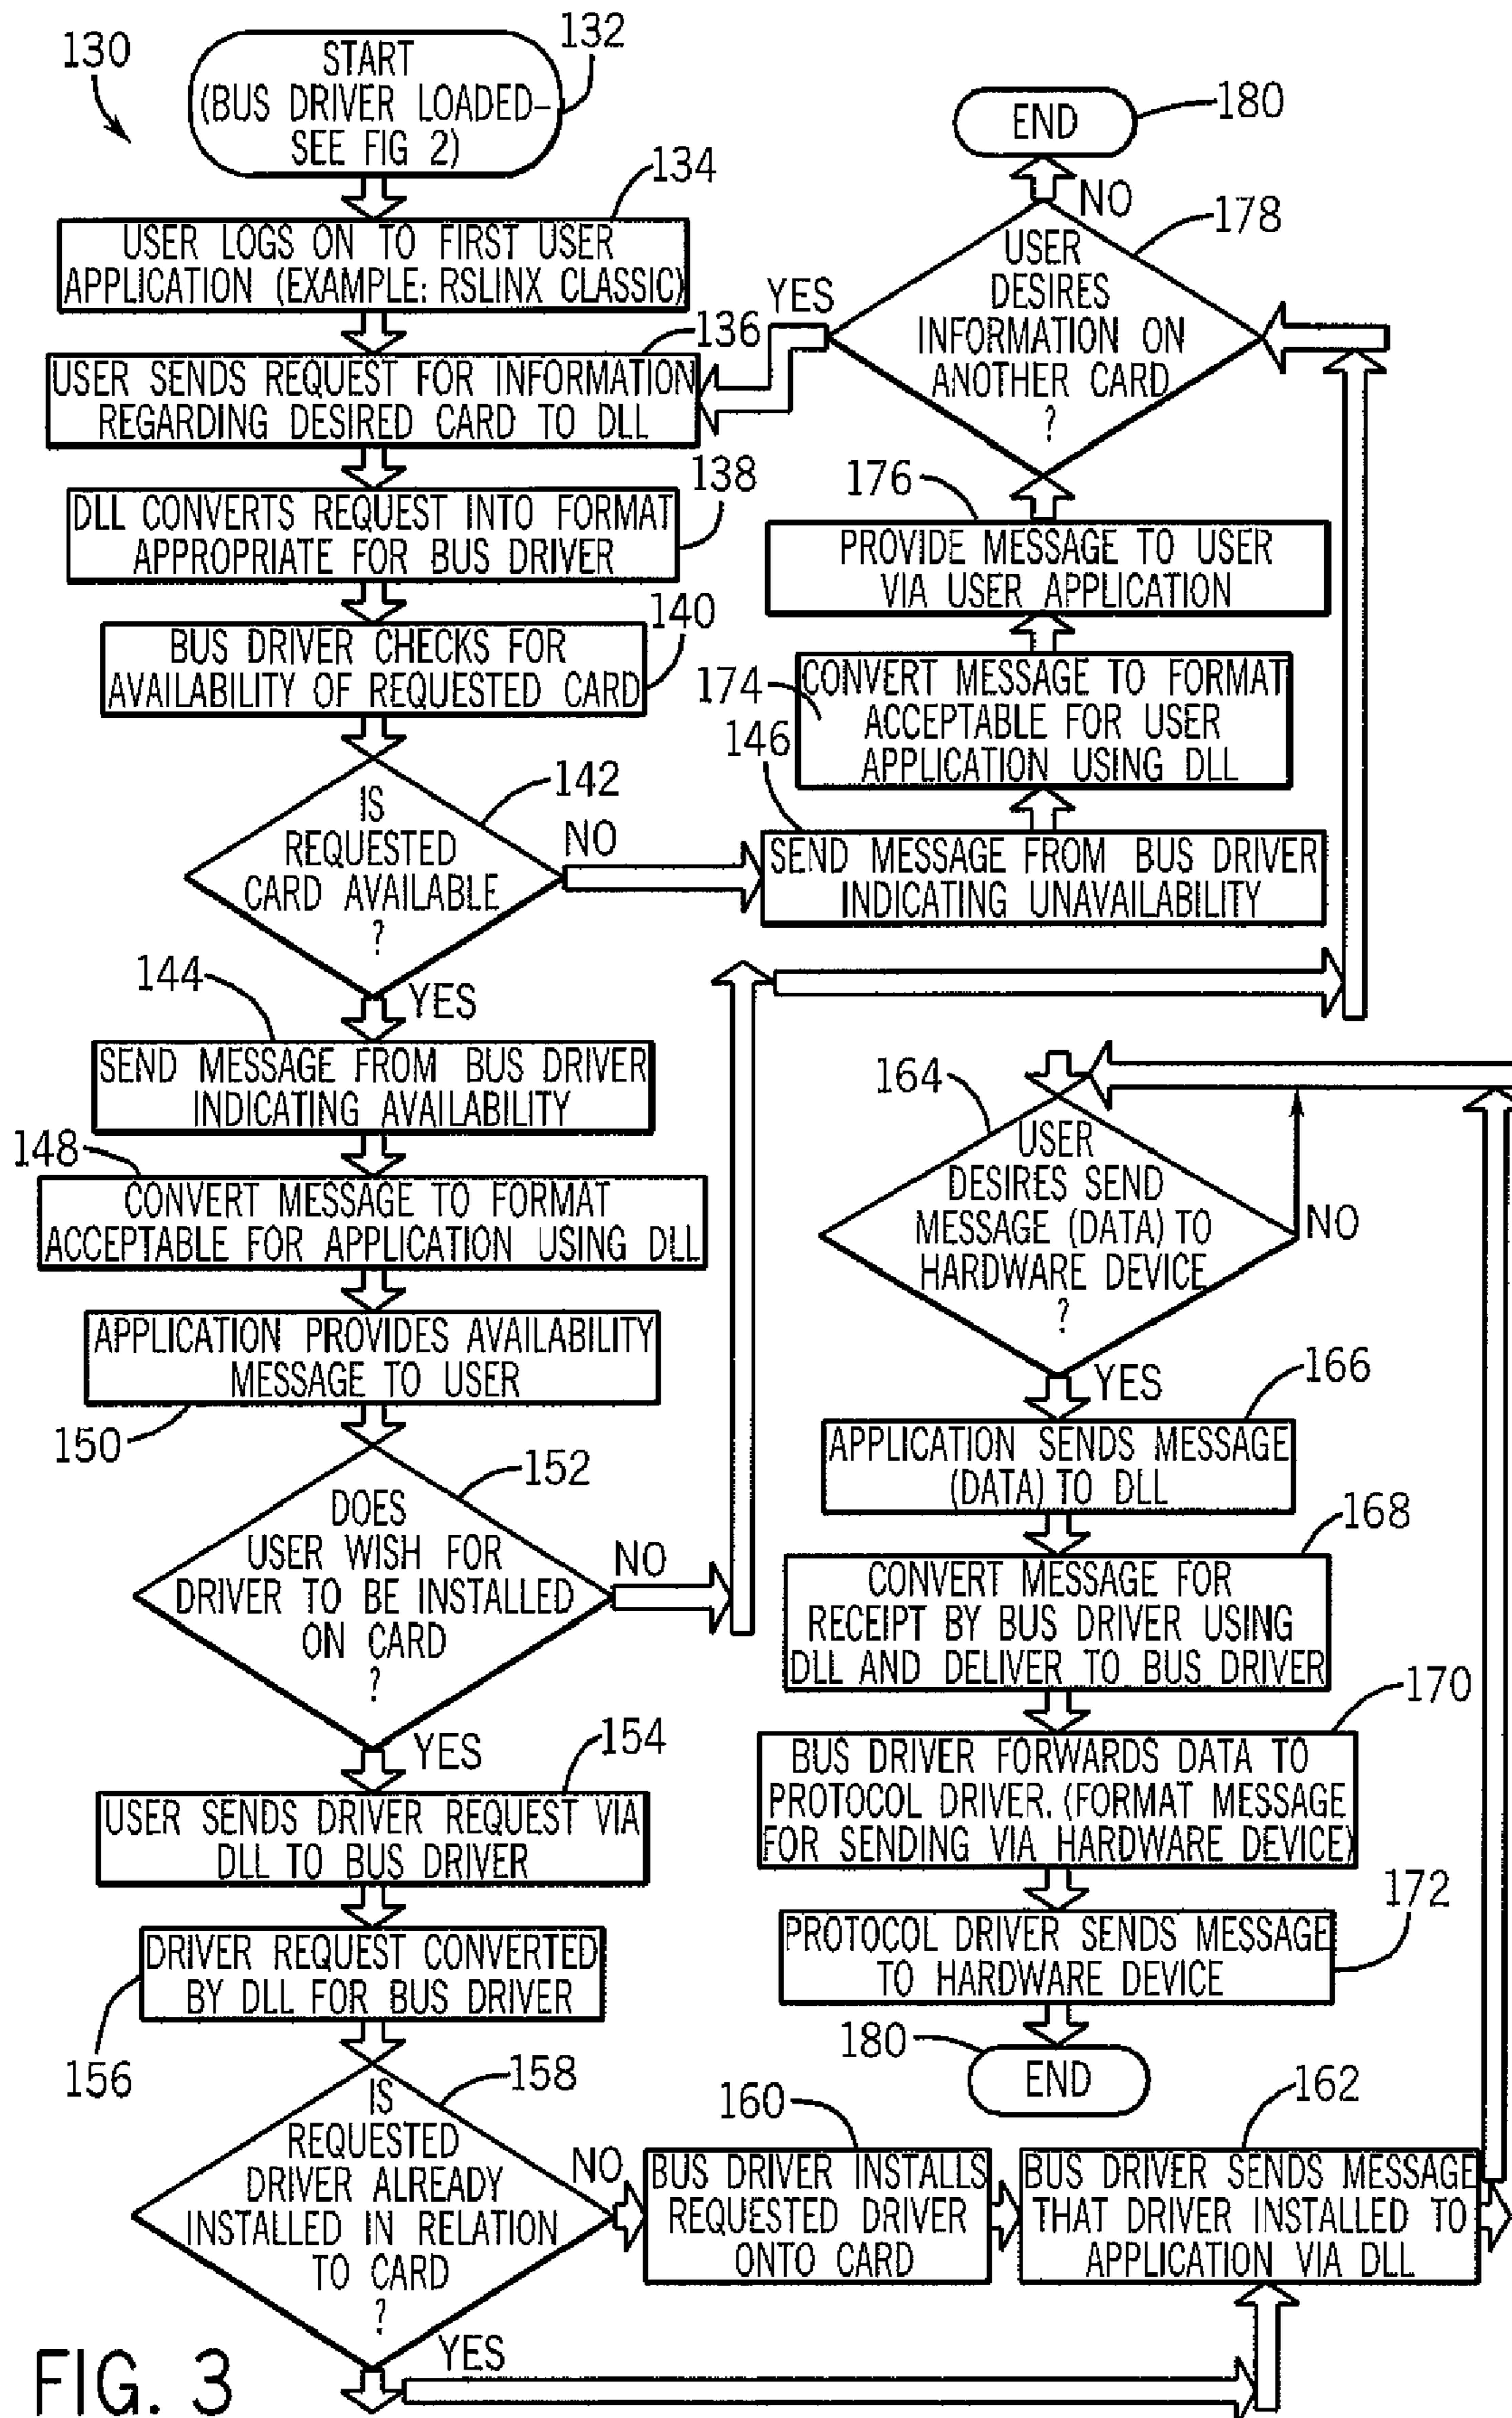 130
START
(BUS DRIVER LOADED-
SEE FIG 2)
132
134
USER LOGS ON TO FIRST USER
APPLICATION (EXAMPLE: RSLINX CLASSIC)
136
USER SENDS REQUEST FOR INFORMATION
REGARDING DESIRED CARD TO DLL
138
DLL CONVERTS REQUEST INTO FORMAT
APPROPRIATE FOR BUS DRIVER
140
BUS DRIVER CHECKS FOR
AVAILABILITY OF REQUESTED CARD
142
IS
REQUESTED
CARD AVAILABLE
?
NO
YES
144
SEND MESSAGE FROM BUS DRIVER
INDICATING AVAILABILITY
148
CONVERT MESSAGE TO FORMAT
ACCEPTABLE FOR APPLICATION USING DLL
APPLICATION PROVIDES AVAILABILITY
MESSAGE TO USER
150
152
DOES
USER WISH FOR
DRIVER TO BE INSTALLED
ON CARD
?
NO
YES
154
USER SENDS DRIVER REQUEST VIA
DLL TO BUS DRIVER
DRIVER REQUEST CONVERTED
BY DLL FOR BUS DRIVER
156
158
IS
REQUESTED
DRIVER ALREADY
INSTALLED IN RELATION
TO CARD
?
NO
YES
160
BUS DRIVER INSTALLS
REQUESTED DRIVER
ONTO CARD
162
BUS DRIVER SENDS MESSAGE
THAT DRIVER INSTALLED TO
APPLICATION VIA DLL
END
180
NO
178
USER
DESIRES
INFORMATION ON
ANOTHER CARD
?
YES
176
PROVIDE MESSAGE TO USER
VIA USER APPLICATION
174
CONVERT MESSAGE TO FORMAT
ACCEPTABLE FOR USER
APPLICATION USING DLL
146
SEND MESSAGE FROM BUS DRIVER
INDICATING UNAVAILABILITY
164
USER
DESIRES SEND
MESSAGE (DATA) TO
HARDWARE DEVICE
?
NO
YES
166
APPLICATION SENDS MESSAGE
(DATA) TO DLL
168
CONVERT MESSAGE FOR
RECEIPT BY BUS DRIVER USING
DLL AND DELIVER TO BUS DRIVER
170
BUS DRIVER FORWARDS DATA TO
PROTOCOL DRIVER. (FORMAT MESSAGE
FOR SENDING VIA HARDWARE DEVICE)
172
PROTOCOL DRIVER SENDS MESSAGE
TO HARDWARE DEVICE
180
END
FIG. 3